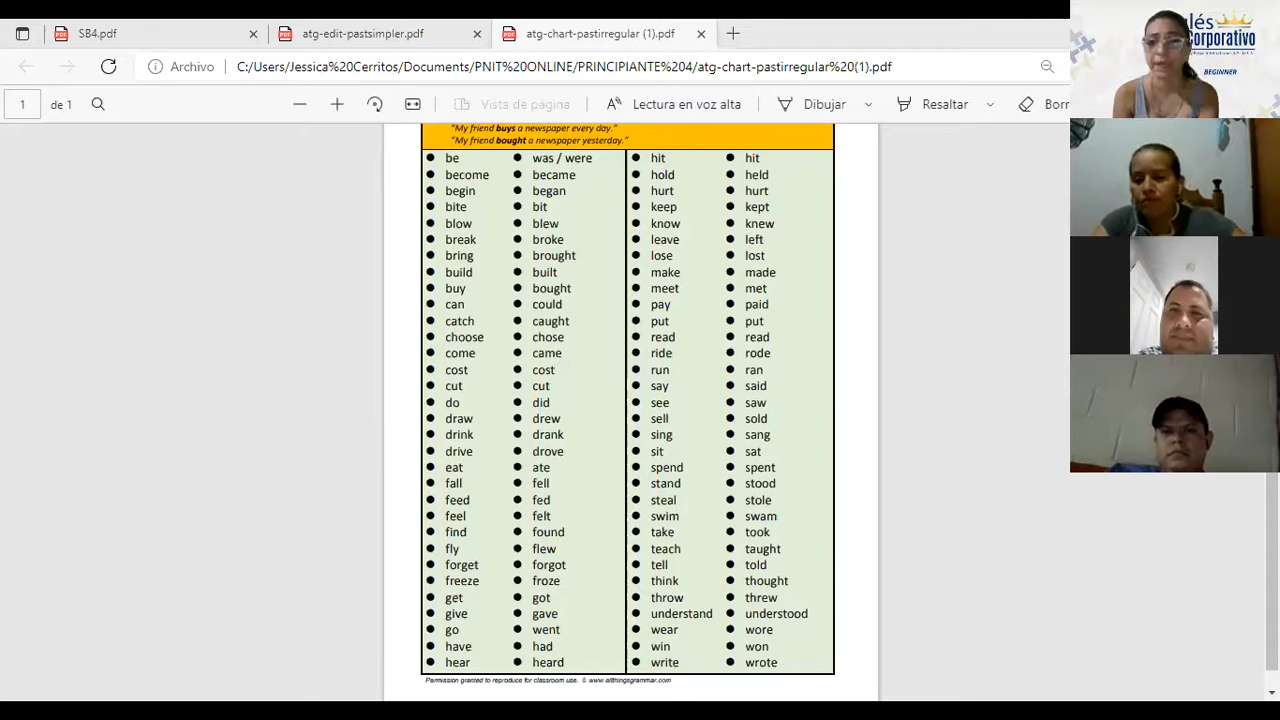 SB4.pdf
atg-edit-pastsimpler.pdf
atg-chart-pastirregular (1).pdf
Archivo
C:/Users/Jessica%20Cerritos/Documents/PNIE%20ONLINE/PRINCIPIANTE%204/atg-chart-pastirregular%20(1).pdf
1 de 1
Vista de página
Lectura en voz alta
Dibujar
Resaltar
Borr
Corporativo
BEGINNER
"My friend buys a newspaper every day."
"My friend bought a newspaper yesterday."
be was / were hit hit
become became hold held
begin began hurt hurt
bite bit keep kept
blow blew know knew
break broke leave left
bring brought lose lost
build built make made
buy bought meet met
can could pay paid
catch caught put put
choose chose read read
come came ride rode
cost cost run ran
cut cut say said
do did see saw
draw drew sell sold
drink drank sing sang
drive drove sit sat
eat ate spend spent
fall fell stand stood
feed fed steal stole
feel felt swim swam
find found take took
fly flew teach taught
forget forgot tell told
freeze froze think thought
get got throw threw
give gave understand understood
go went wear wore
have had win won
hear heard write wrote
Permission granted to reproduce for classroom use. © www.allthingsgrammar.com